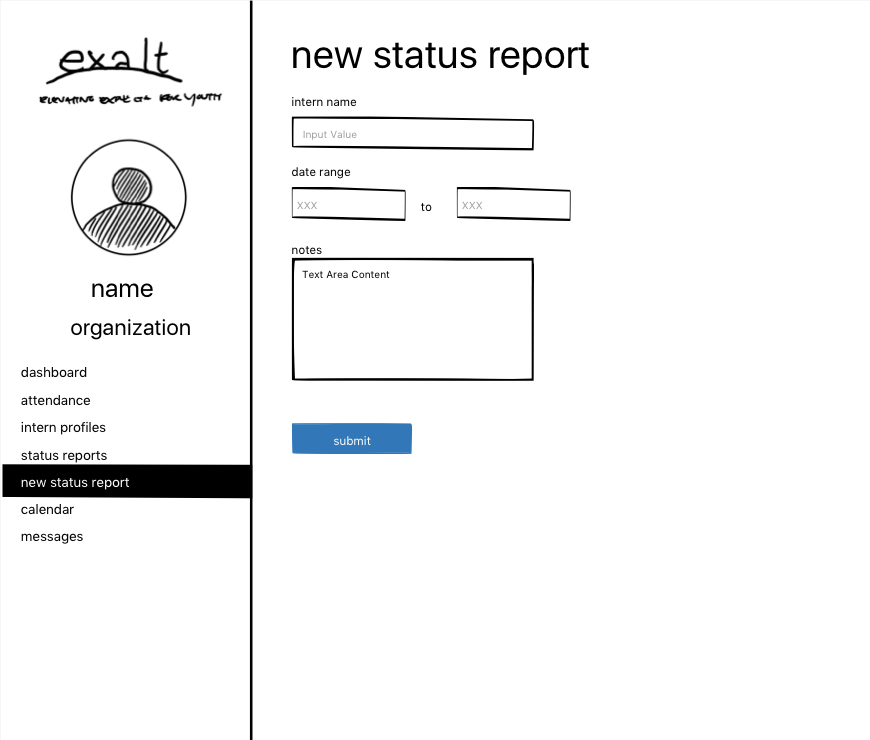 exalt
ELEVATING FOR YOUTH
name
organization
dashboard
attendance
intern profiles
status reports
new status report
calendar
messages
new status report
intern name
Input Value
date range
XXX to XXX
notes
Text Area Content
submit